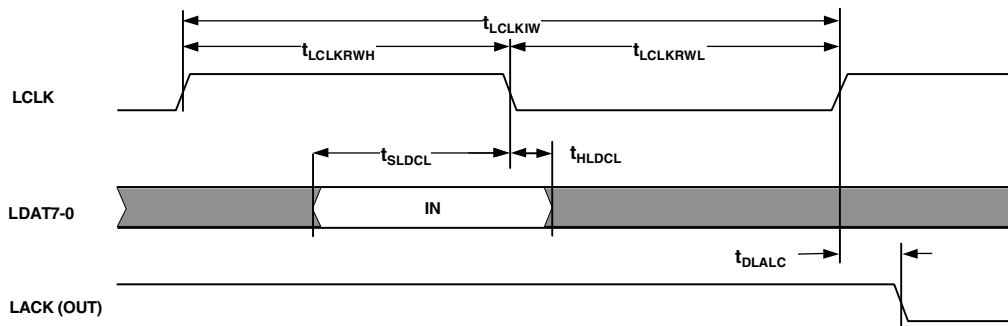 tLCLKIW
tLCLKRWH
tLCLKRWL
LCLK
tSLDCL
tHLDCL
LDAT7-0
IN
tDLALC
LACK (OUT)